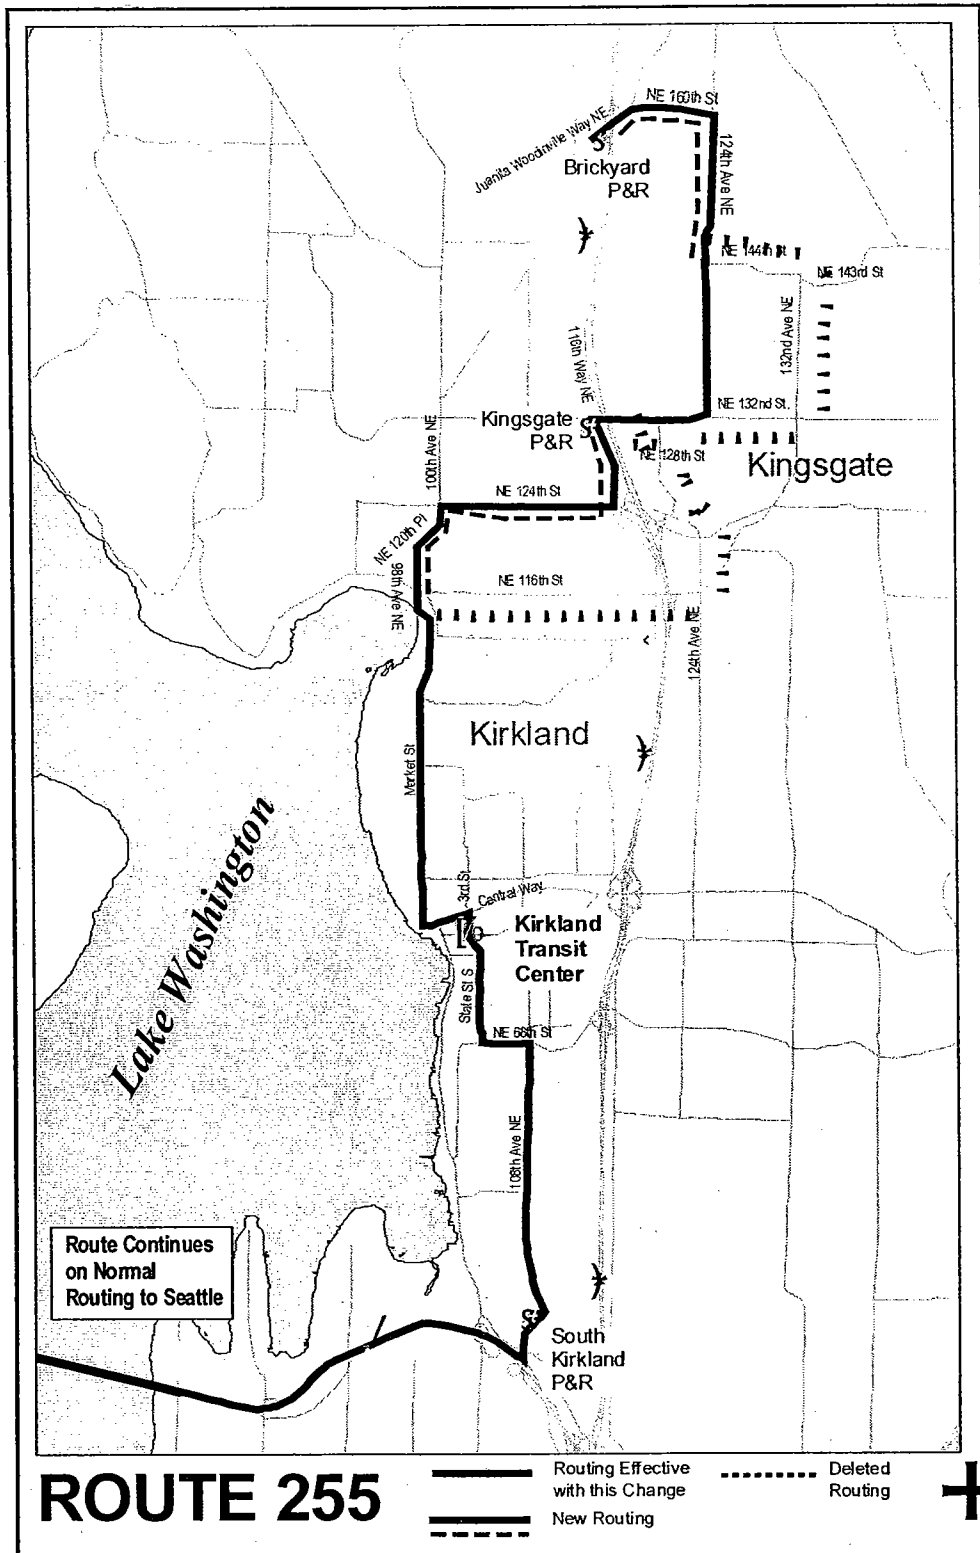 NE 160th St
Juanita Woodinville Way NE
124th Ave NE
Brickyard
P&R
NE 144th St
NE 143rd St
132nd Ave NE
116th Way NE
NE 132nd St.
Kingsgate
P&R
100th Ave NE
NE 128th St
Kingsgate
NE 124th St
NE 120th Pl
98th Ave NE
NE 116th St
124th Ave NE
Kirkland
Market St
Lake Washington
3rd St
Central Way
Kirkland
Transit
Center
State St S
NE 68th St
108th Ave NE
Route Continues
on Normal
Routing to Seattle
South
Kirkland
P&R
ROUTE 255
Routing Effective
with this Change
New Routing
Deleted
Routing